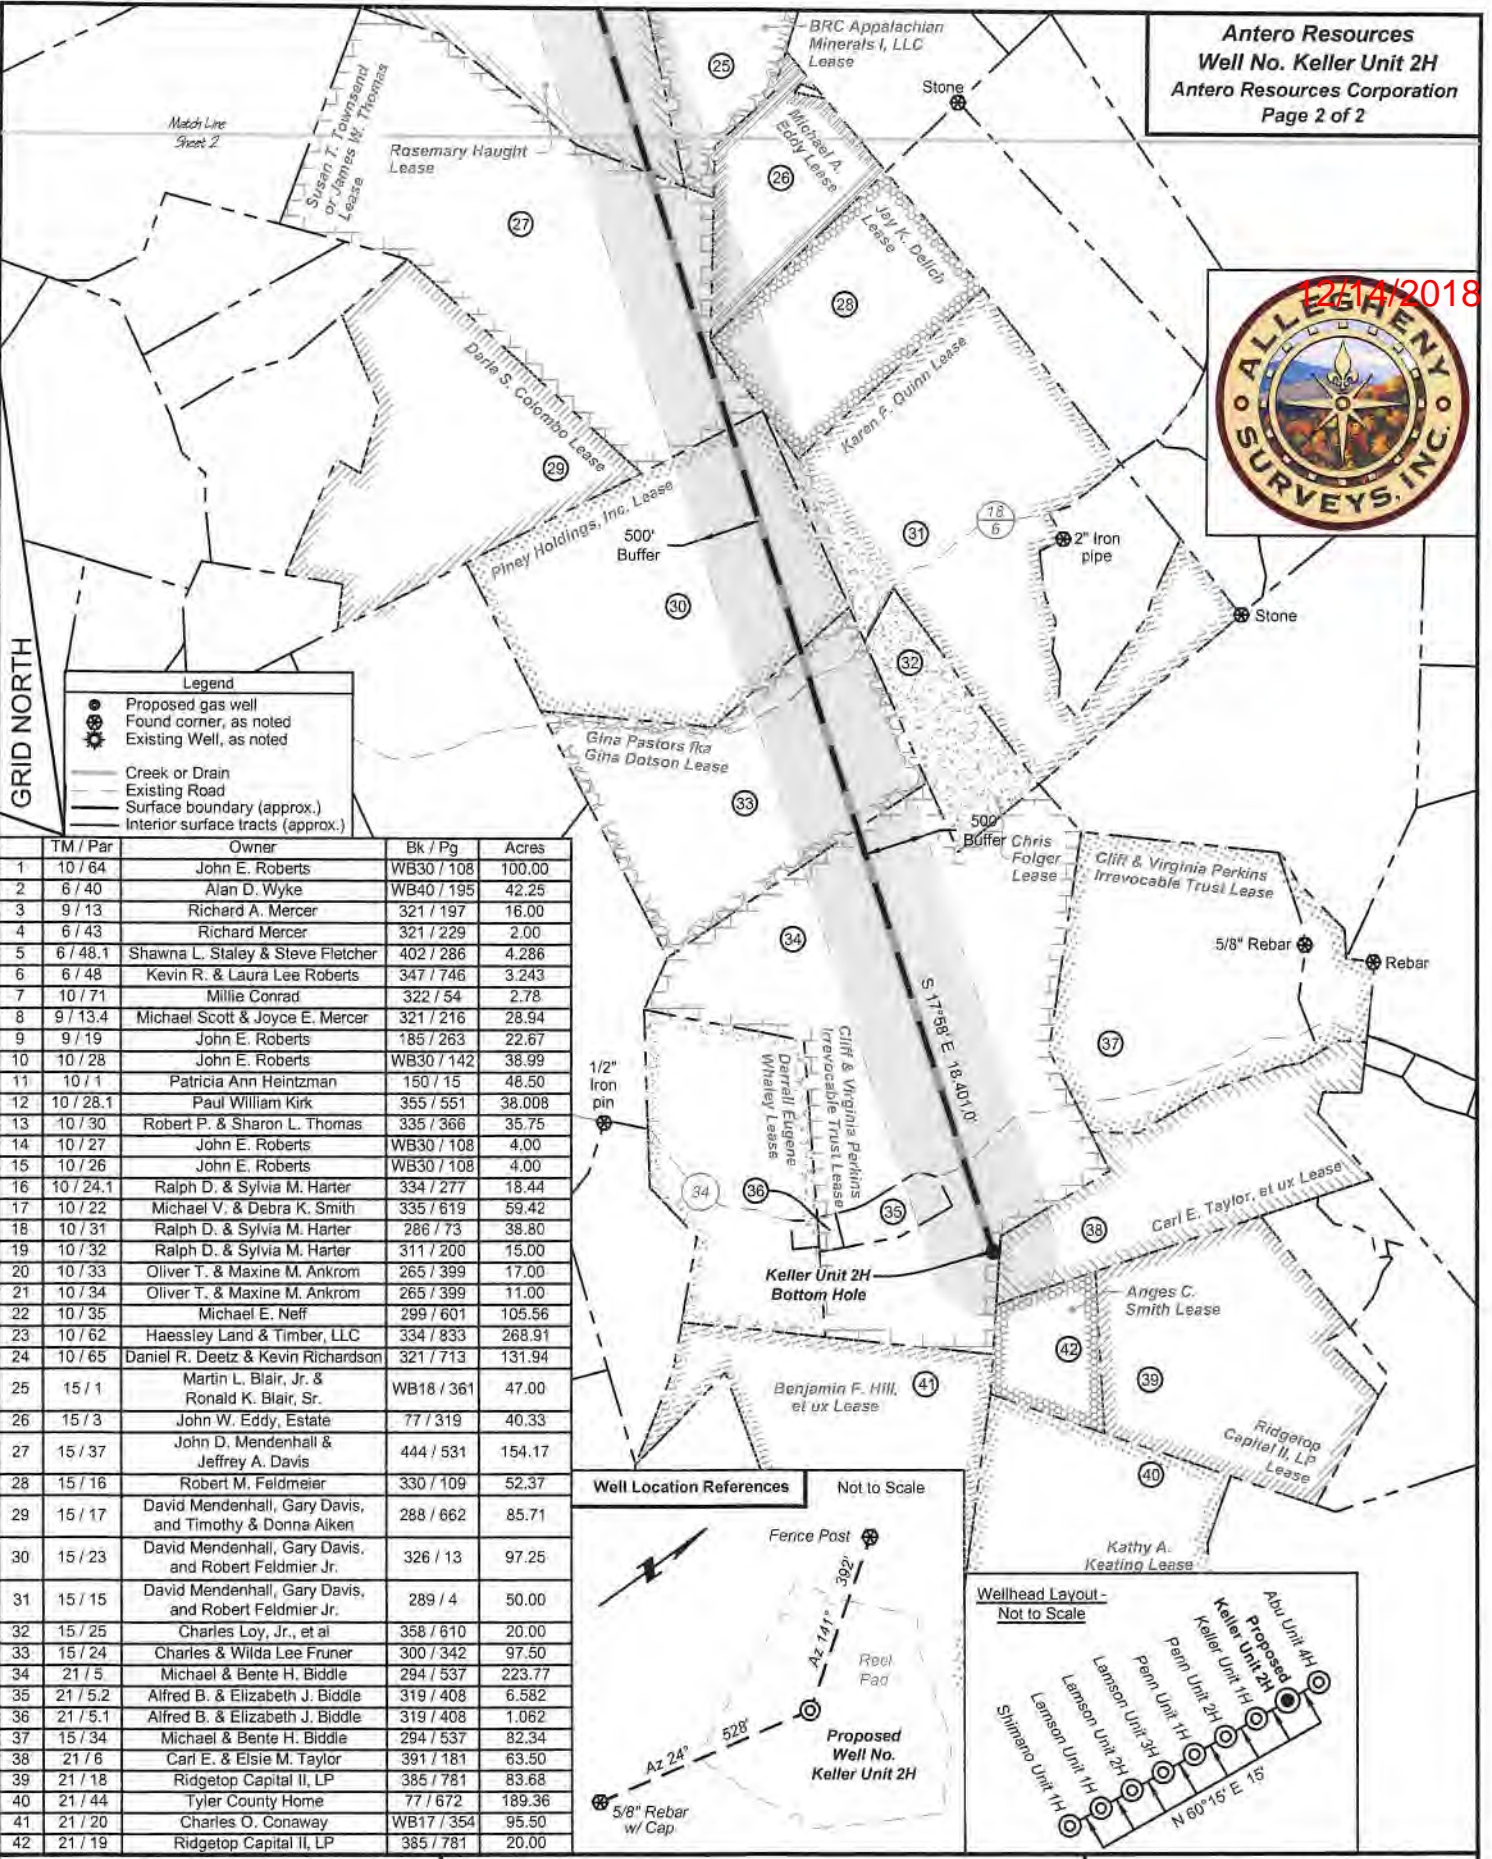 Antero Resources
Well No. Keller Unit 2H
Antero Resources Corporation
Page 2 of 2
12/14/2018
ALLEGHENY
SURVEYS, INC.
BRC Appalachian
Minerals I, LLC
Lease
Stone
Match Line
Sheet 2
Susan T. Townsend
or James W. Thomas
Lease
Rosemary Haught
Lease
Michael A.
Eddy Lease
Jay K. Delich
Lease
25
26
27
28
Darla S. Colombo Lease
Karen F. Quinn Lease
29
Piney Holdings, Inc. Lease
500'
Buffer
31
18
6
2" Iron
pipe
30
Stone
32
GRID NORTH
Legend
Proposed gas well
Found corner, as noted
Existing Well, as noted
Creek or Drain
Existing Road
Surface boundary (approx.)
Interior surface tracts (approx.)
Gina Pastors fka
Gina Dotson Lease
33
500'
Buffer
Chris
Folger
Lease
Cliff & Virginia Perkins
Irrevocable Trust Lease
34
5/8" Rebar
Rebar
S 17°58' E 18,401.0'
37
1/2"
Iron
pin
Darrell Eugene
Whaley Lease
Cliff & Virginia Perkins
Irrevocable Trust Lease
34
36
35
38
Carl E. Taylor, et ux Lease
Keller Unit 2H
Bottom Hole
Anges C.
Smith Lease
42
39
41
Benjamin F. Hill,
et ux Lease
Ridgetop
Capital II, LP
Lease
40
Kathy A.
Keating Lease
TM / Par Owner Bk / Pg Acres
1 10 / 64 John E. Roberts WB30 / 108 100.00
2 6 / 40 Alan D. Wyke WB40 / 195 42.25
3 9 / 13 Richard A. Mercer 321 / 197 16.00
4 6 / 43 Richard Mercer 321 / 229 2.00
5 6 / 48.1 Shawna L. Staley & Steve Fletcher 402 / 286 4.286
6 6 / 48 Kevin R. & Laura Lee Roberts 347 / 746 3.243
7 10 / 71 Millie Conrad 322 / 54 2.78
8 9 / 13.4 Michael Scott & Joyce E. Mercer 321 / 216 28.94
9 9 / 19 John E. Roberts 185 / 263 22.67
10 10 / 28 John E. Roberts WB30 / 142 38.99
11 10 / 1 Patricia Ann Heintzman 150 / 15 48.50
12 10 / 28.1 Paul William Kirk 355 / 551 38.008
13 10 / 30 Robert P. & Sharon L. Thomas 335 / 366 35.75
14 10 / 27 John E. Roberts WB30 / 108 4.00
15 10 / 26 John E. Roberts WB30 / 108 4.00
16 10 / 24.1 Ralph D. & Sylvia M. Harter 334 / 277 18.44
17 10 / 22 Michael V. & Debra K. Smith 335 / 619 59.42
18 10 / 31 Ralph D. & Sylvia M. Harter 286 / 73 38.80
19 10 / 32 Ralph D. & Sylvia M. Harter 311 / 200 15.00
20 10 / 33 Oliver T. & Maxine M. Ankrom 265 / 399 17.00
21 10 / 34 Oliver T. & Maxine M. Ankrom 265 / 399 11.00
22 10 / 35 Michael E. Neff 299 / 601 105.56
23 10 / 62 Haessley Land & Timber, LLC 334 / 833 268.91
24 10 / 65 Daniel R. Deetz & Kevin Richardson 321 / 713 131.94
25 15 / 1 Martin L. Blair, Jr. &
Ronald K. Blair, Sr. WB18 / 361 47.00
26 15 / 3 John W. Eddy, Estate 77 / 319 40.33
27 15 / 37 John D. Mendenhall &
Jeffrey A. Davis 444 / 531 154.17
28 15 / 16 Robert M. Feldmeier 330 / 109 52.37
29 15 / 17 David Mendenhall, Gary Davis,
and Timothy & Donna Aiken 288 / 662 85.71
30 15 / 23 David Mendenhall, Gary Davis,
and Robert Feldmier Jr. 326 / 13 97.25
31 15 / 15 David Mendenhall, Gary Davis,
and Robert Feldmier Jr. 289 / 4 50.00
32 15 / 25 Charles Loy, Jr., et al 358 / 610 20.00
33 15 / 24 Charles & Wilda Lee Fruner 300 / 342 97.50
34 21 / 5 Michael & Bente H. Biddle 294 / 537 223.77
35 21 / 5.2 Alfred B. & Elizabeth J. Biddle 319 / 408 6.582
36 21 / 5.1 Alfred B. & Elizabeth J. Biddle 319 / 408 1.062
37 15 / 34 Michael & Bente H. Biddle 294 / 537 82.34
38 21 / 6 Carl E. & Elsie M. Taylor 391 / 181 63.50
39 21 / 18 Ridgetop Capital II, LP 385 / 781 83.68
40 21 / 44 Tyler County Home 77 / 672 189.36
41 21 / 20 Charles O. Conaway WB17 / 354 95.50
42 21 / 19 Ridgetop Capital II, LP 385 / 781 20.00
Well Location References
Not to Scale
Fence Post
Az 141° 392'
Reel
Pad
Az 24° 528'
Proposed
Well No.
Keller Unit 2H
5/8" Rebar
w/ Cap
Wellhead Layout -
Not to Scale
Shimano Unit 1H
Lamson Unit 1H
Lamson Unit 2H
Lamson Unit 3H
Penn Unit 1H
Penn Unit 2H
Keller Unit 1H
Proposed
Keller Unit 2H
Abu Unit 4H
N 60°15' E 15'